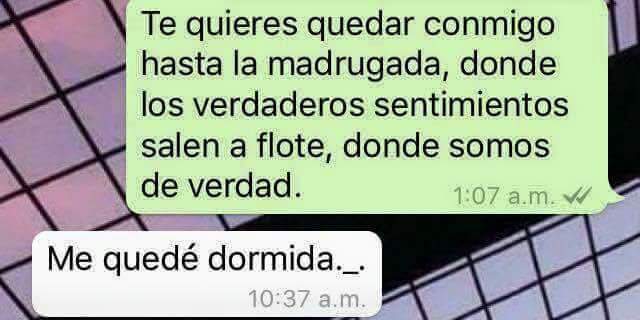 Te quieres quedar conmigo
hasta la madrugada, donde
los verdaderos sentimientos
salen a flote, donde somos
de verdad.
1:07 a.m.
Me quedé dormida._.
10:37 a.m.